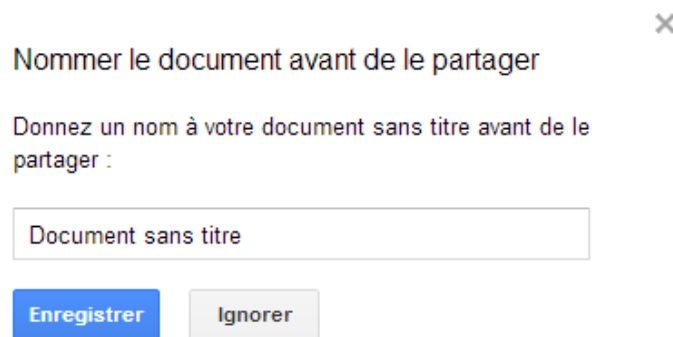 Nommer le document avant de le partager
Donnez un nom à votre document sans titre avant de le
partager :
Document sans titre
Enregistrer Ignorer